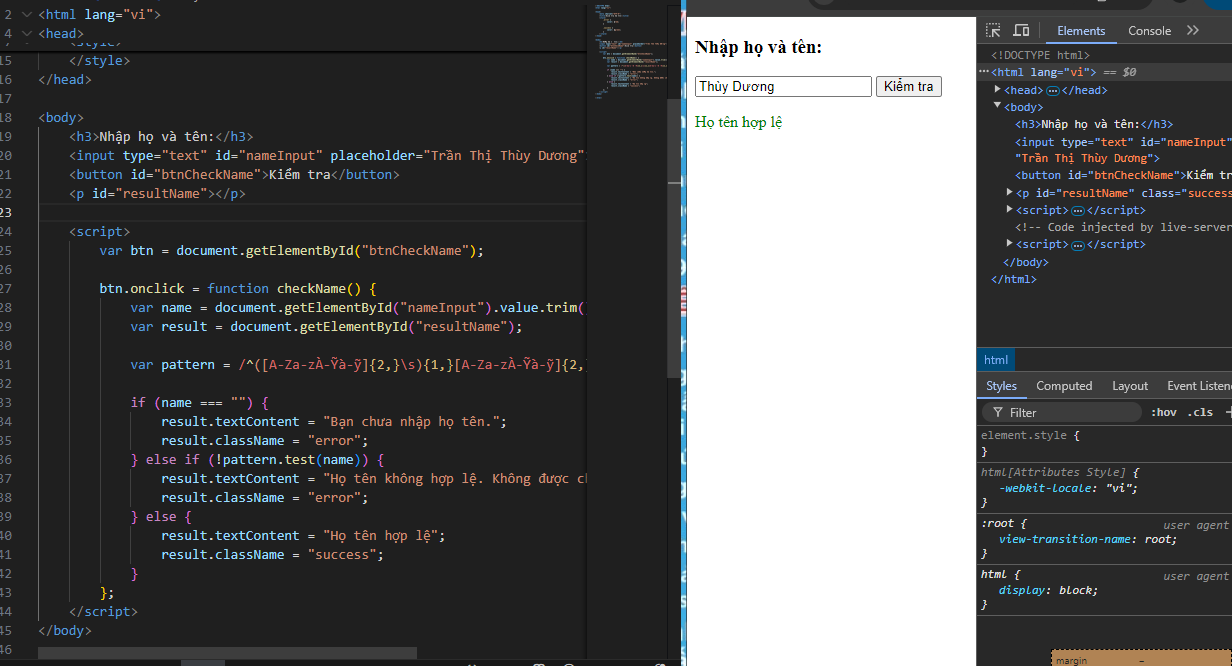 2 <html lang="vi">
4 <head>
<style>
15 </style>
16 </head>
17
18 <body>
19 <h3>Nhập họ và tên:</h3>
20 <input type="text" id="nameInput" placeholder="Trần Thị Thùy Dương"
21 <button id="btnCheckName">Kiểm tra</button>
22 <p id="resultName"></p>
23
24 <script>
25 var btn = document.getElementById("btnCheckName");
26
27 btn.onclick = function checkName() {
28 var name = document.getElementById("nameInput").value.trim(
29 var result = document.getElementById("resultName");
30
31 var pattern = /^([A-Za-zÀ-Ỹà-ỹ]{2,}\s){1,}[A-Za-zÀ-Ỹà-ỹ]{2,
32
33 if (name === "") {
34 result.textContent = "Bạn chưa nhập họ tên.";
35 result.className = "error";
36 } else if (!pattern.test(name)) {
37 result.textContent = "Họ tên không hợp lệ. Không được
38 result.className = "error";
39 } else {
40 result.textContent = "Họ tên hợp lệ";
41 result.className = "success";
42 }
43 };
44 </script>
45 </body>
46
Nhập họ và tên:
Thùy Dương Kiểm tra
Họ tên hợp lệ
Elements Console
<!DOCTYPE html>
<html lang="vi"> == $0
<head> </head>
<body>
<h3>Nhập họ và tên:</h3>
<input type="text" id="nameInput"
"Trần Thị Thùy Dương">
<button id="btnCheckName">Kiểm
<p id="resultName" class="success
<script> </script>
<!-- Code injected by live-server
<script> </script>
</body>
</html>
html
Styles Computed Layout Event
Filter :hov .cls +
element.style {
}
html[Attributes Style] {
-webkit-locale: "vi";
}
:root { user agent
view-transition-name: root;
}
html { user agent
display: block;
}
margin -